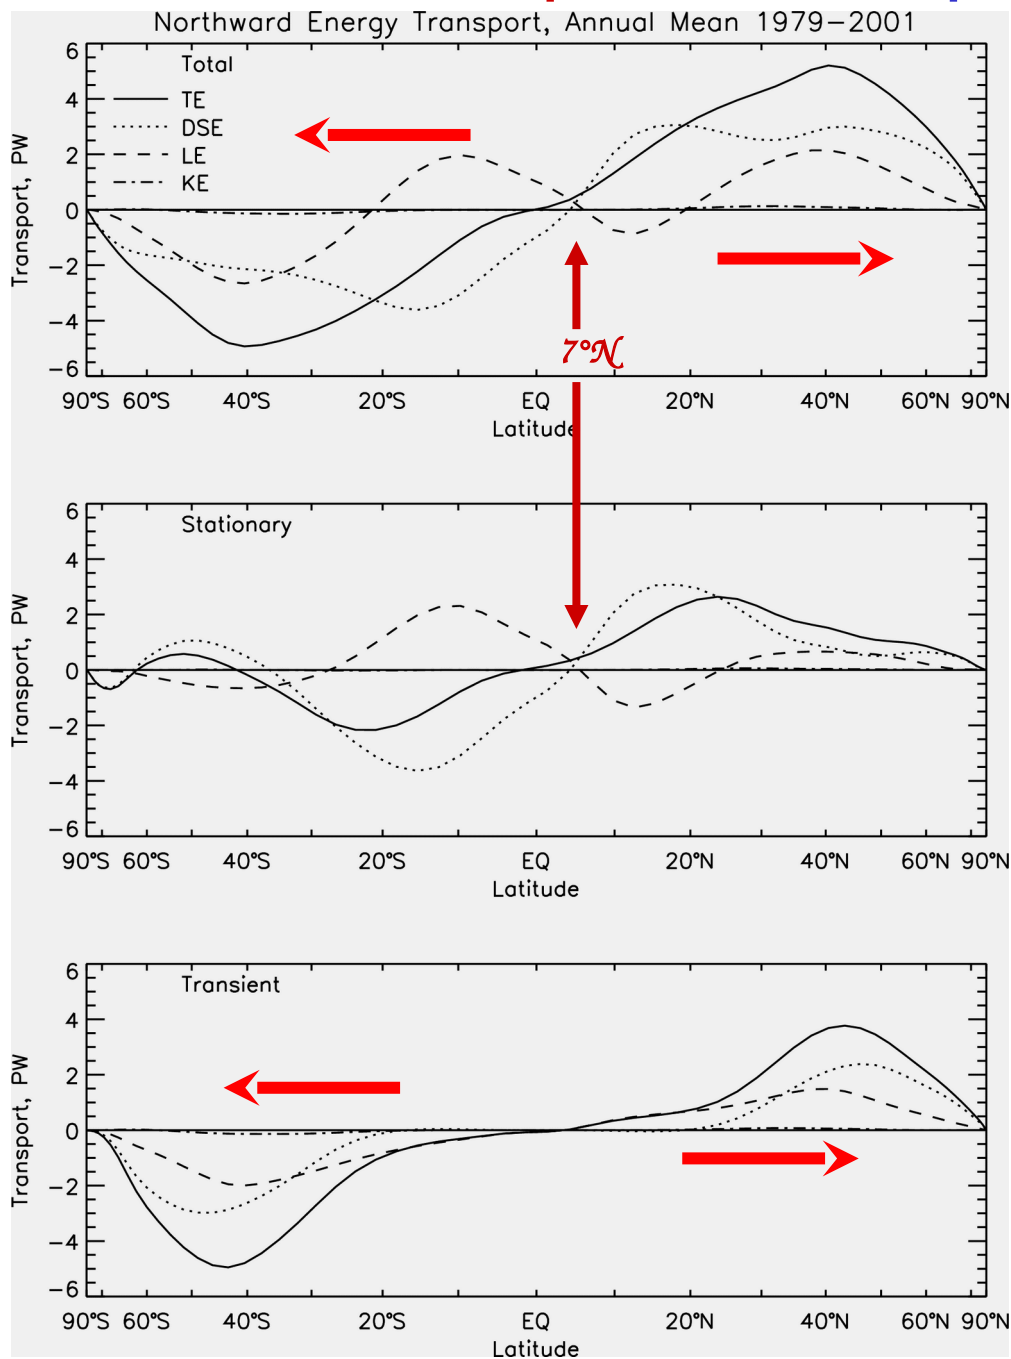 Northward Energy Transport, Annual Mean 1979−2001
Total
TE
DSE
LE
KE
Transport, PW
6
4
2
0
−2
−4
−6
7°N
90°S 60°S 40°S 20°S EQ 20°N 40°N 60°N 90°N
Latitude
Stationary
Transport, PW
6
4
2
0
−2
−4
−6
90°S 60°S 40°S 20°S EQ 20°N 40°N 60°N 90°N
Latitude
Transient
Transport, PW
6
4
2
0
−2
−4
−6
90°S 60°S 40°S 20°S EQ 20°N 40°N 60°N 90°N
Latitude